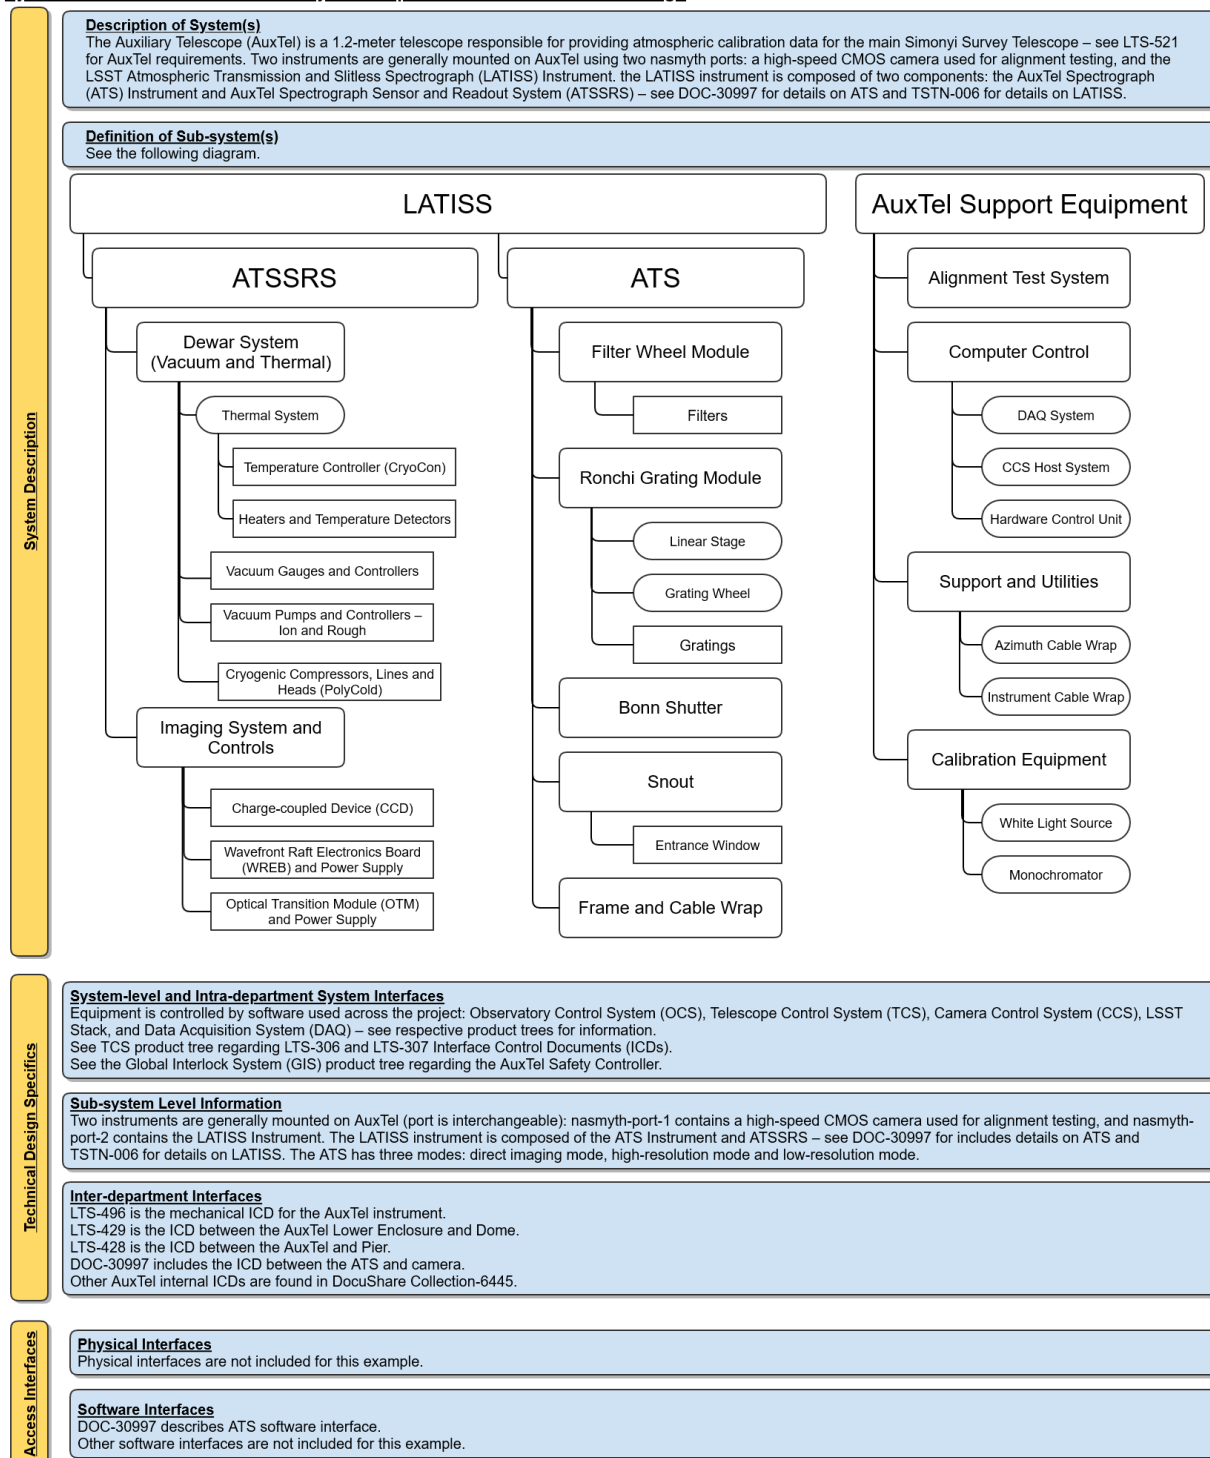 System Description
Description of System(s)
The Auxiliary Telescope (AuxTel) is a 1.2-meter telescope responsible for providing atmospheric calibration data for the main Simonyi Survey Telescope – see LTS-521
for AuxTel requirements. Two instruments are generally mounted on AuxTel using two nasmyth ports: a high-speed CMOS camera used for alignment testing, and the
LSST Atmospheric Transmission and Slitless Spectrograph (LATISS) Instrument. the LATISS instrument is composed of two components: the AuxTel Spectrograph
(ATS) Instrument and AuxTel Spectrograph Sensor and Readout System (ATSSRS) – see DOC-30997 for details on ATS and TSTN-006 for details on LATISS.
Definition of Sub-system(s)
See the following diagram.
LATISS
ATSSRS
Dewar System
(Vacuum and Thermal)
Thermal System
Temperature Controller (CryoCon)
Heaters and Temperature Detectors
Vacuum Gauges and Controllers
Vacuum Pumps and Controllers –
Ion and Rough
Cryogenic Compressors, Lines and
Heads (PolyCold)
Imaging System and
Controls
Charge-coupled Device (CCD)
Wavefront Raft Electronics Board
(WREB) and Power Supply
Optical Transition Module (OTM)
and Power Supply
ATS
Filter Wheel Module
Filters
Ronchi Grating Module
Linear Stage
Grating Wheel
Gratings
Bonn Shutter
Snout
Entrance Window
Frame and Cable Wrap
AuxTel Support Equipment
Alignment Test System
Computer Control
DAQ System
CCS Host System
Hardware Control Unit
Support and Utilities
Azimuth Cable Wrap
Instrument Cable Wrap
Calibration Equipment
White Light Source
Monochromator
Technical Design Specifics
System-level and Intra-department System Interfaces
Equipment is controlled by software used across the project: Observatory Control System (OCS), Telescope Control System (TCS), Camera Control System (CCS), LSST
Stack, and Data Acquisition System (DAQ) – see respective product trees for information.
See TCS product tree regarding LTS-306 and LTS-307 Interface Control Documents (ICDs).
See the Global Interlock System (GIS) product tree regarding the AuxTel Safety Controller.
Sub-system Level Information
Two instruments are generally mounted on AuxTel (port is interchangeable): nasmyth-port-1 contains a high-speed CMOS camera used for alignment testing, and nasmyth-
port-2 contains the LATISS Instrument. The LATISS instrument is composed of the ATS Instrument and ATSSRS – see DOC-30997 for includes details on ATS and
TSTN-006 for details on LATISS. The ATS has three modes: direct imaging mode, high-resolution mode and low-resolution mode.
Inter-department Interfaces
LTS-496 is the mechanical ICD for the AuxTel instrument.
LTS-429 is the ICD between the AuxTel Lower Enclosure and Dome.
LTS-428 is the ICD between the AuxTel and Pier.
DOC-30997 includes the ICD between the ATS and camera.
Other AuxTel internal ICDs are found in DocuShare Collection-6445.
Access Interfaces
Physical Interfaces
Physical interfaces are not included for this example.
Software Interfaces
DOC-30997 describes ATS software interface.
Other software interfaces are not included for this example.